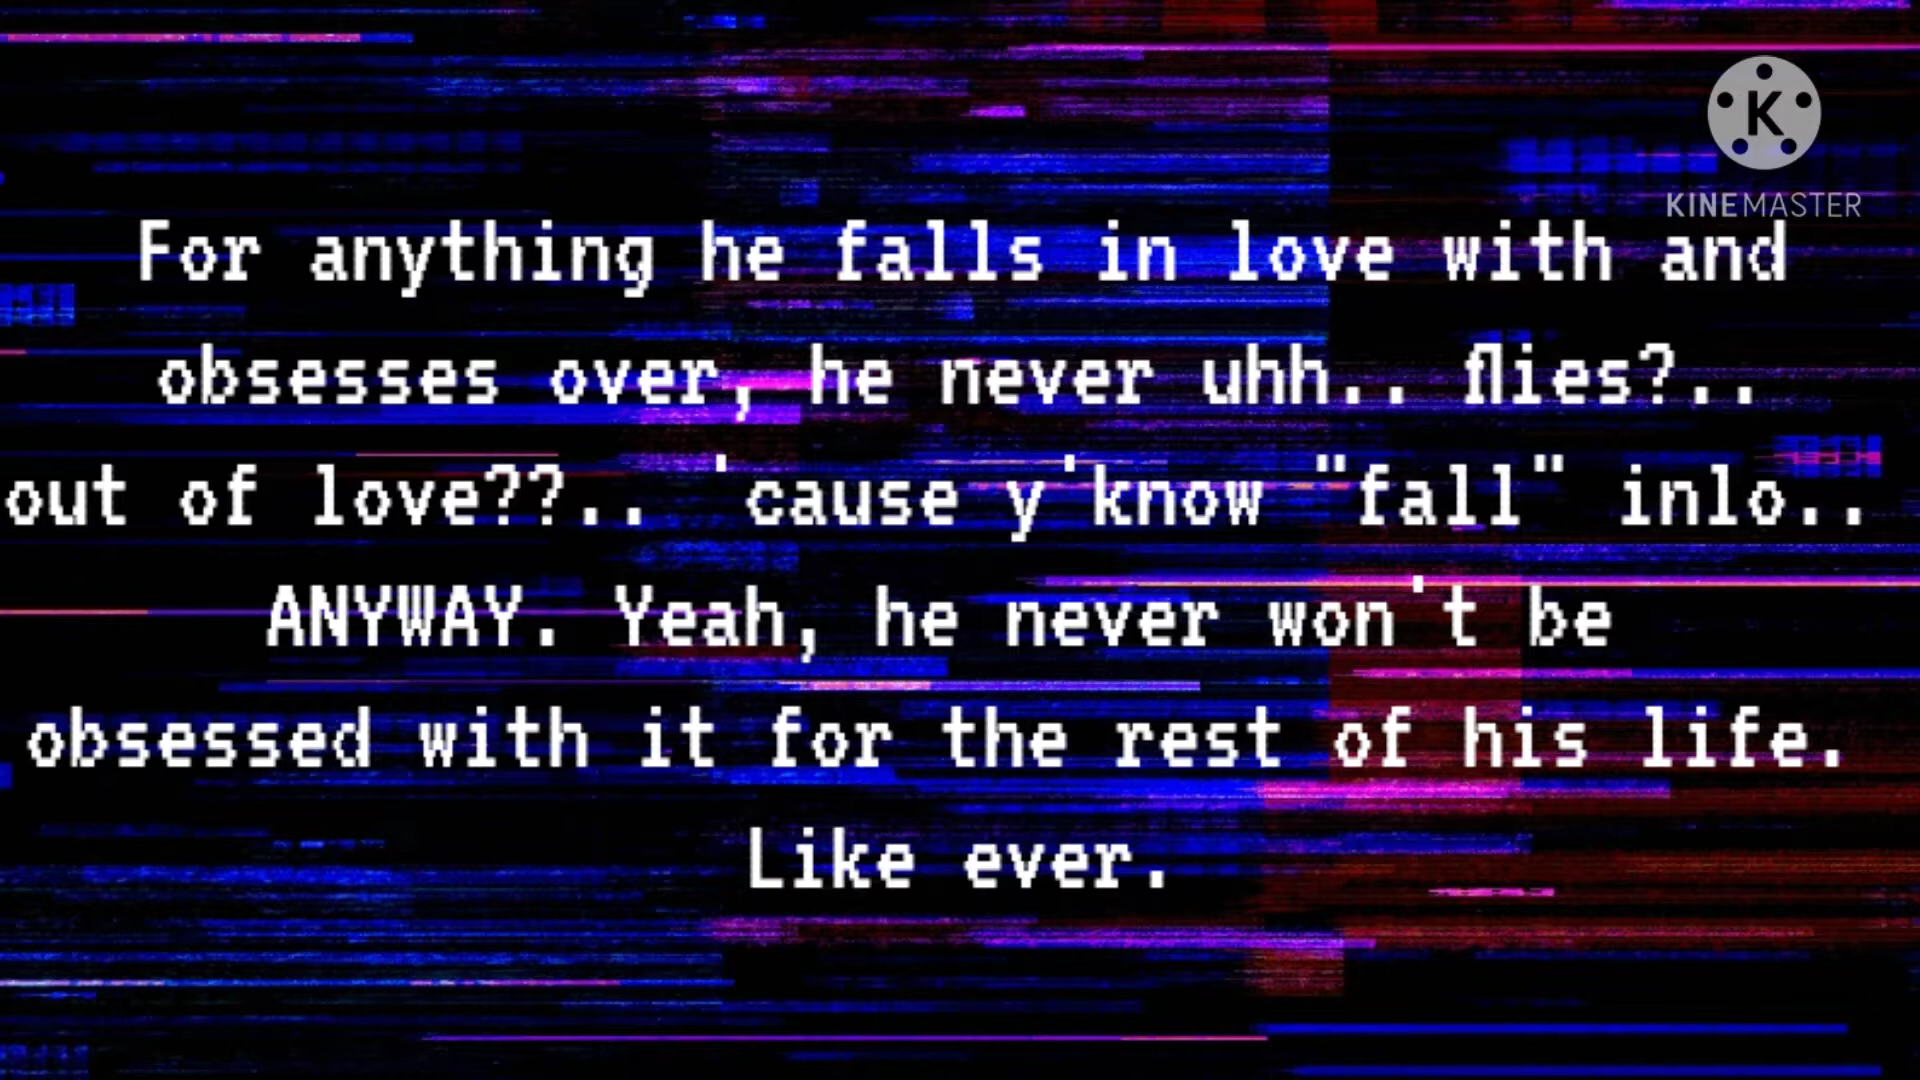 K
KINEMASTER
For anything he falls in love with and
obsesses over, he never uhh.. flies?..
out of love??.. 'cause y'know "fall" inlo..
ANYWAY. Yeah, he never won't be
obsessed with it for the rest of his life.
Like ever.